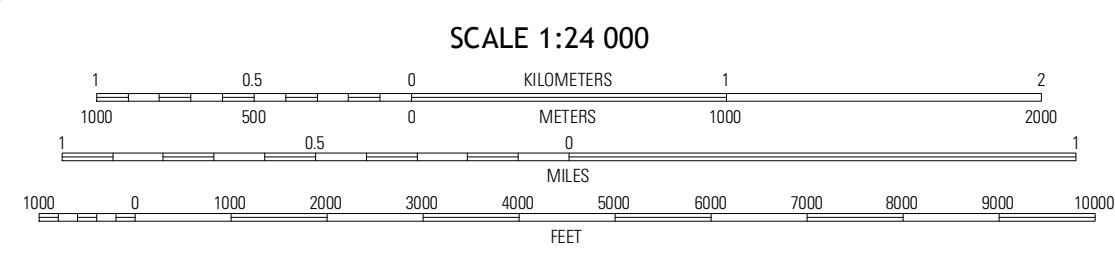 SCALE 1:24 000
1 0.5 0 KILOMETERS 1 2
1000 500 0 METERS 1000 2000
1 0.5 0 1
MILES
1000 0 1000 2000 3000 4000 5000 6000 7000 8000 9000 10000
FEET